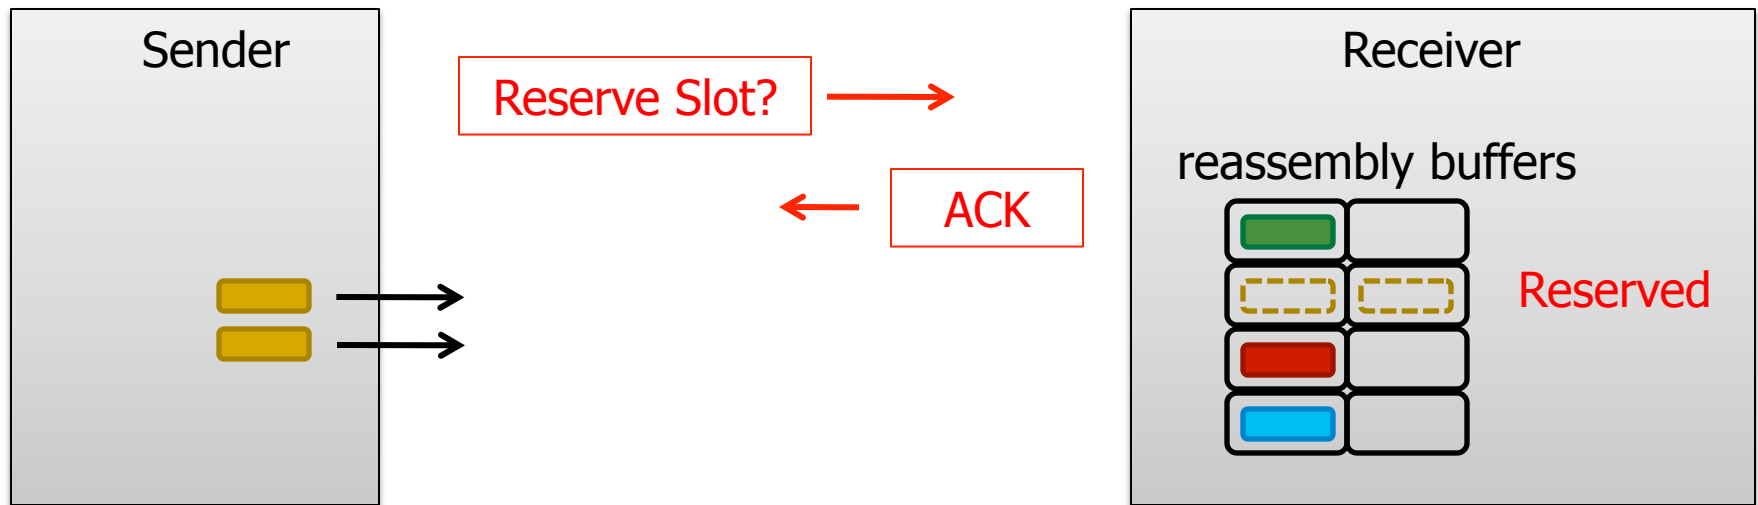 Sender
Reserve Slot?
ACK
Receiver
reassembly buffers
Reserved